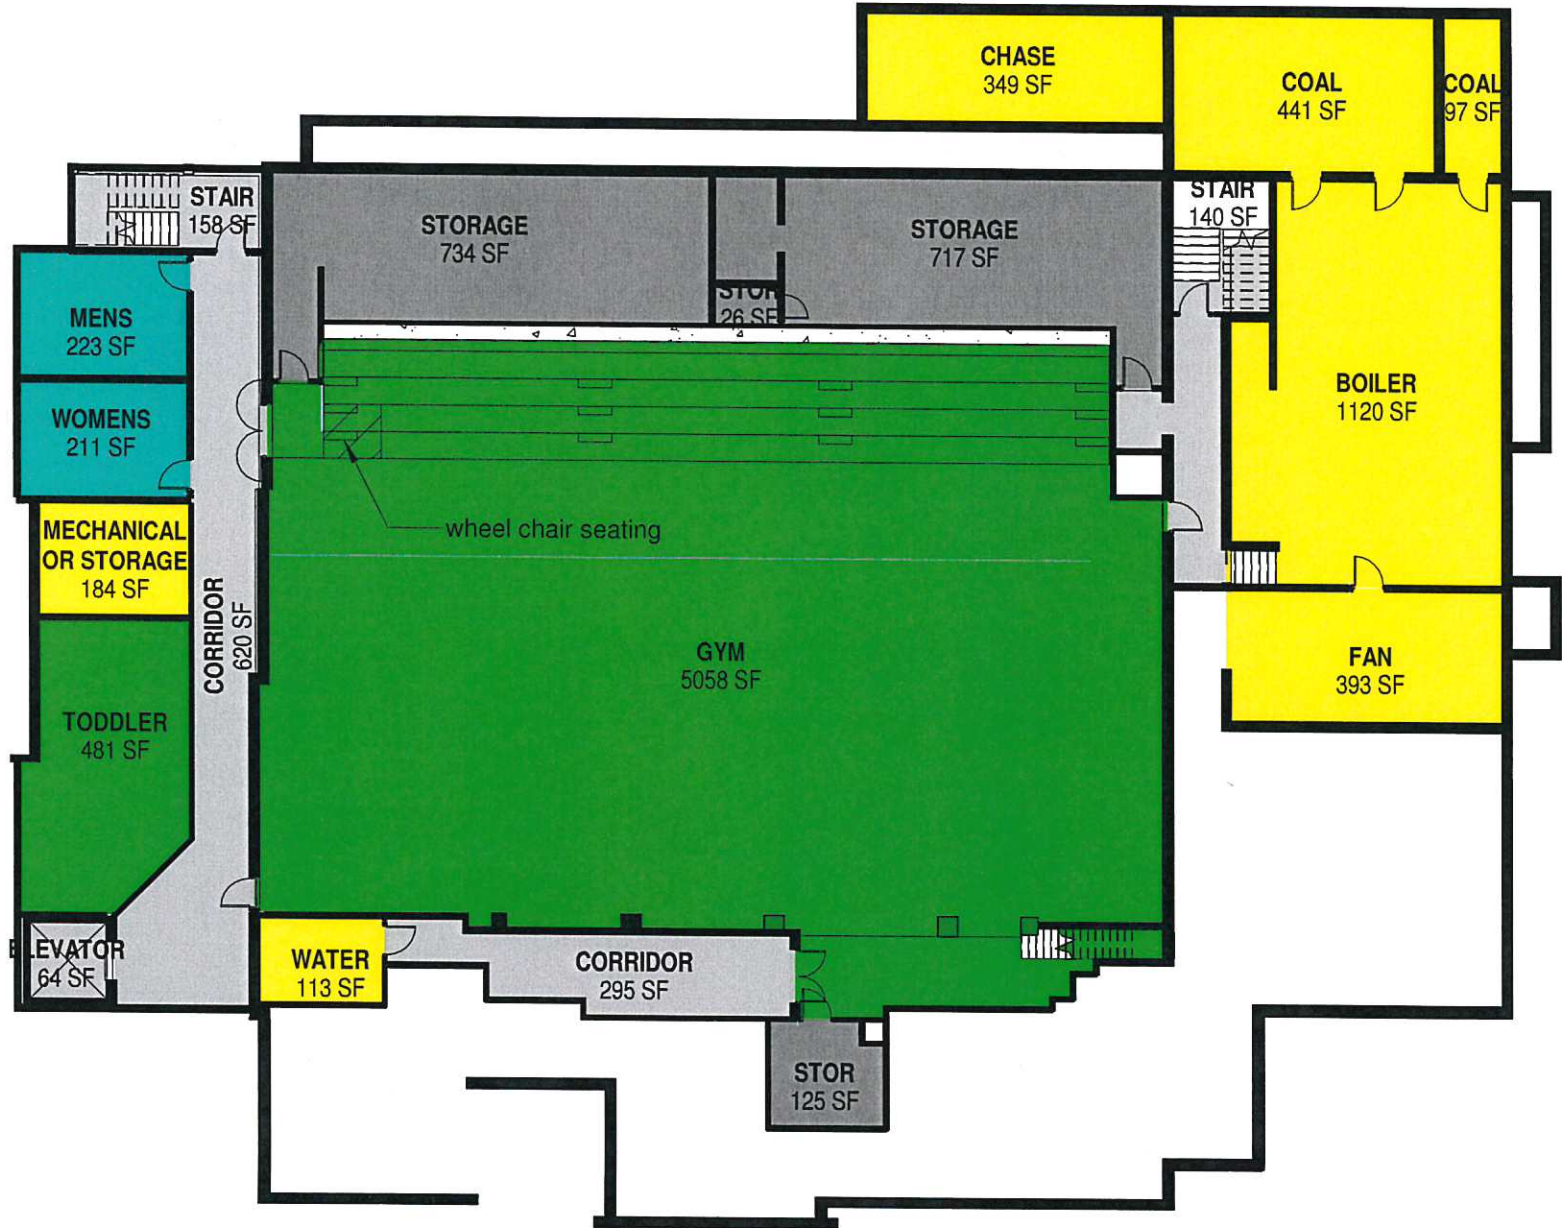 CHASE
349 SF
COAL
441 SF
COAL
97 SF
STAIR
158 SF
STORAGE
734 SF
STORAGE
717 SF
STAIR
140 SF
STOR
26 SF
MENS
223 SF
WOMENS
211 SF
BOILER
1120 SF
wheel chair seating
MECHANICAL
OR STORAGE
184 SF
CORRIDOR
620 SF
GYM
5058 SF
FAN
393 SF
TODDLER
481 SF
ELEVATOR
64 SF
WATER
113 SF
CORRIDOR
295 SF
STOR
125 SF